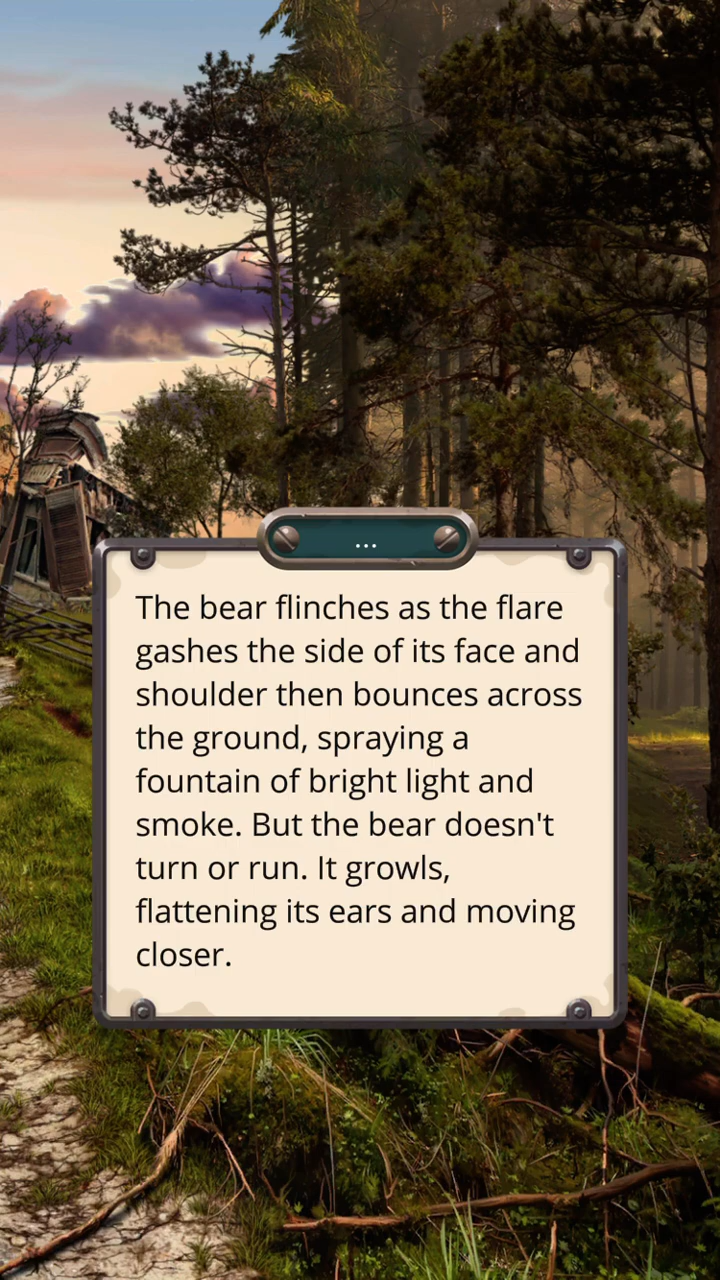 ...
The bear flinches as the flare
gashes the side of its face and
shoulder then bounces across
the ground, spraying a
fountain of bright light and
smoke. But the bear doesn't
turn or run. It growls,
flattening its ears and moving
closer.